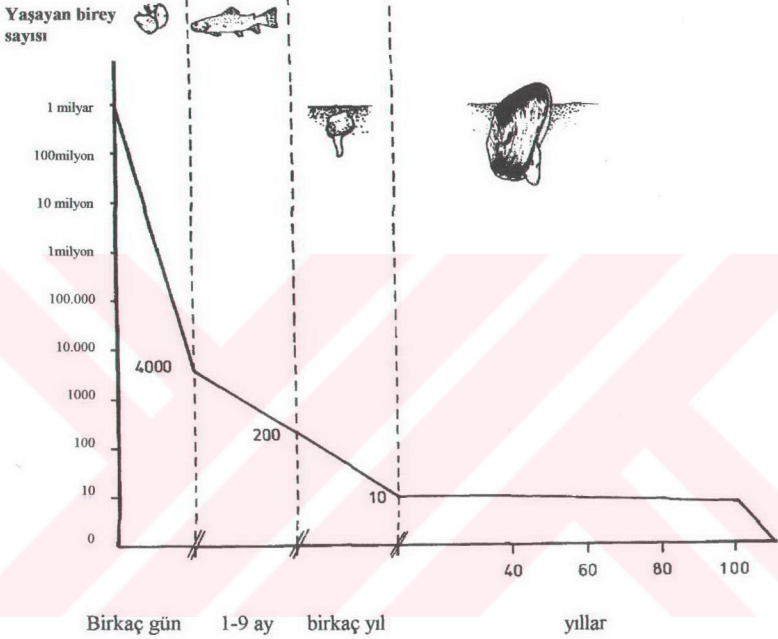 Yaşayan birey
sayısı
1 milyar
100milyon
10 milyon
1milyon
100.000
10.000
4000
1000
200
100
10
10
0
40 60 80 100
Birkaç gün 1-9 ay birkaç yıl yıllar